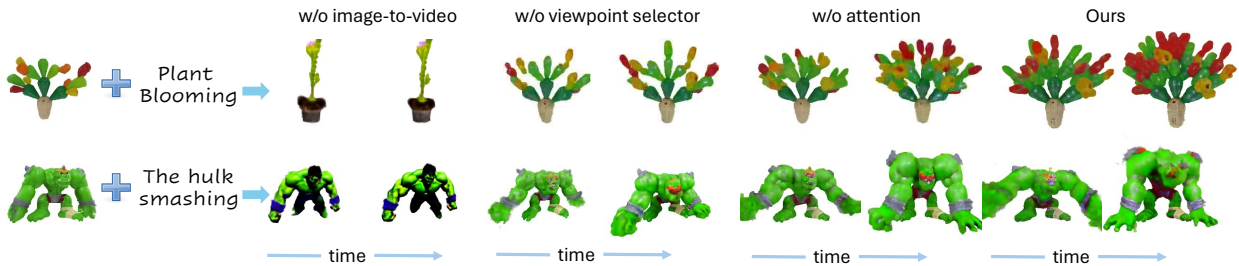 w/o image-to-video
w/o viewpoint selector
w/o attention
Ours
Plant
Blooming
The hulk
smashing
time
time
time
time